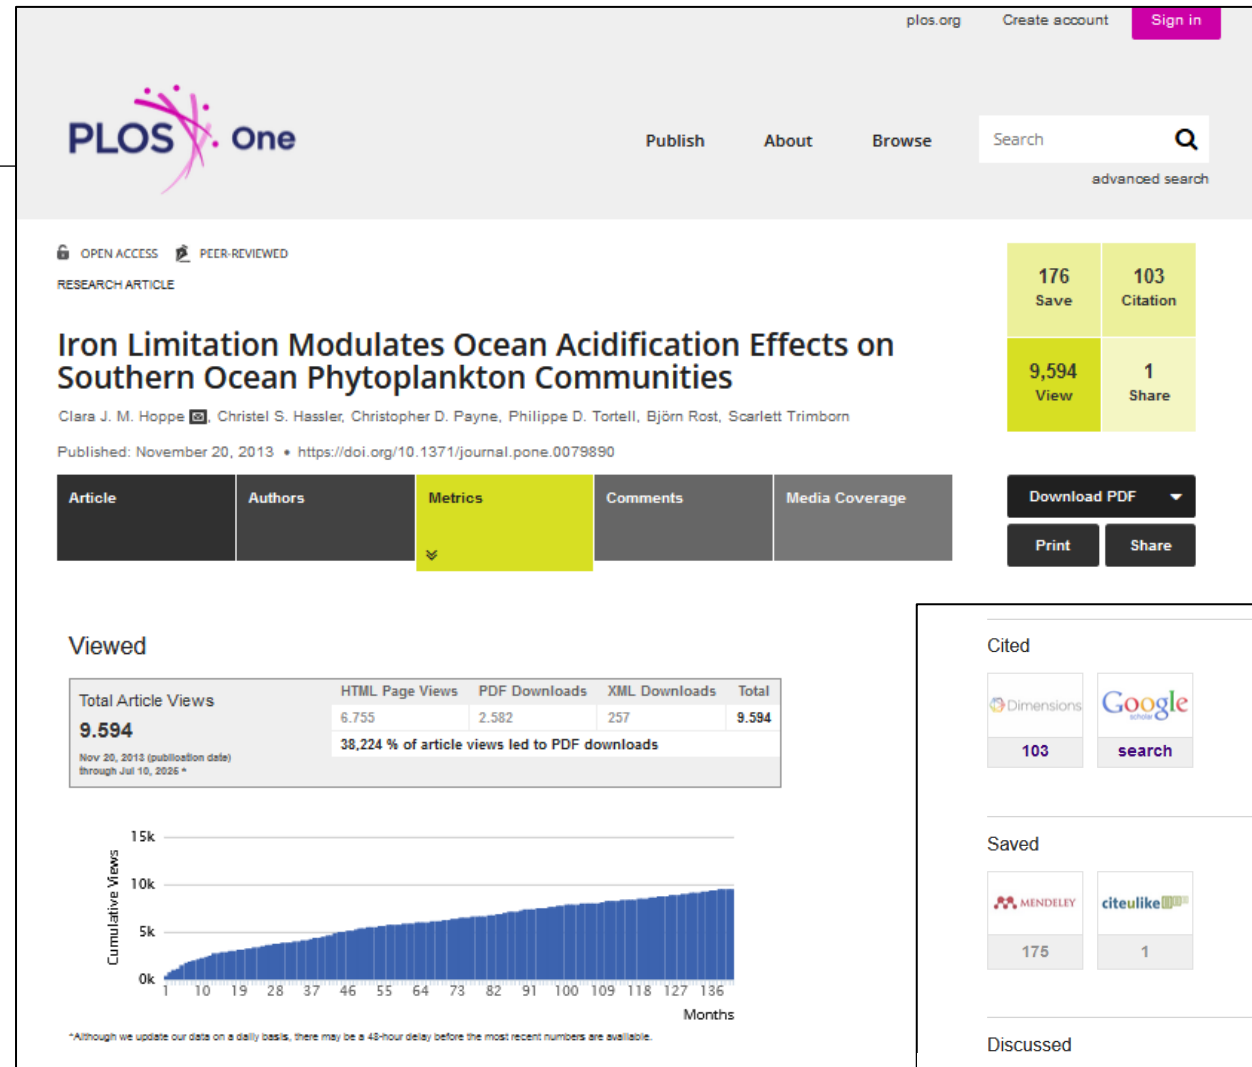 plos.org Create account Sign in
PLOS One
Publish About Browse Search
advanced search
OPEN ACCESS PEER-REVIEWED
RESEARCH ARTICLE
176 103
Save Citation
Iron Limitation Modulates Ocean Acidification Effects on
Southern Ocean Phytoplankton Communities
9,594 1
View Share
Clara J. M. Hoppe, Christel S. Hassler, Christopher D. Payne, Philippe D. Tortell, Björn Rost, Scarlett Trimborn
Published: November 20, 2013 • https://doi.org/10.1371/journal.pone.0079890
Article Authors Metrics Comments Media Coverage
Download PDF
Print Share
Viewed
Total Article Views
9.594
Nov 20, 2013 (publication date)
through Jul 10, 2025 *
HTML Page Views PDF Downloads XML Downloads Total
6.755 2.582 257 9.594
38,224 % of article views led to PDF downloads
15k
10k
5k
0k
Cumulative Views
1 10 19 28 37 46 55 64 73 82 91 100 109 118 127 136
Months
*Although we update our data on a daily basis, there may be a 48-hour delay before the most recent numbers are available.
Cited
Dimensions Google
scholar
103 search
Saved
MENDELEY citeulike
175 1
Discussed